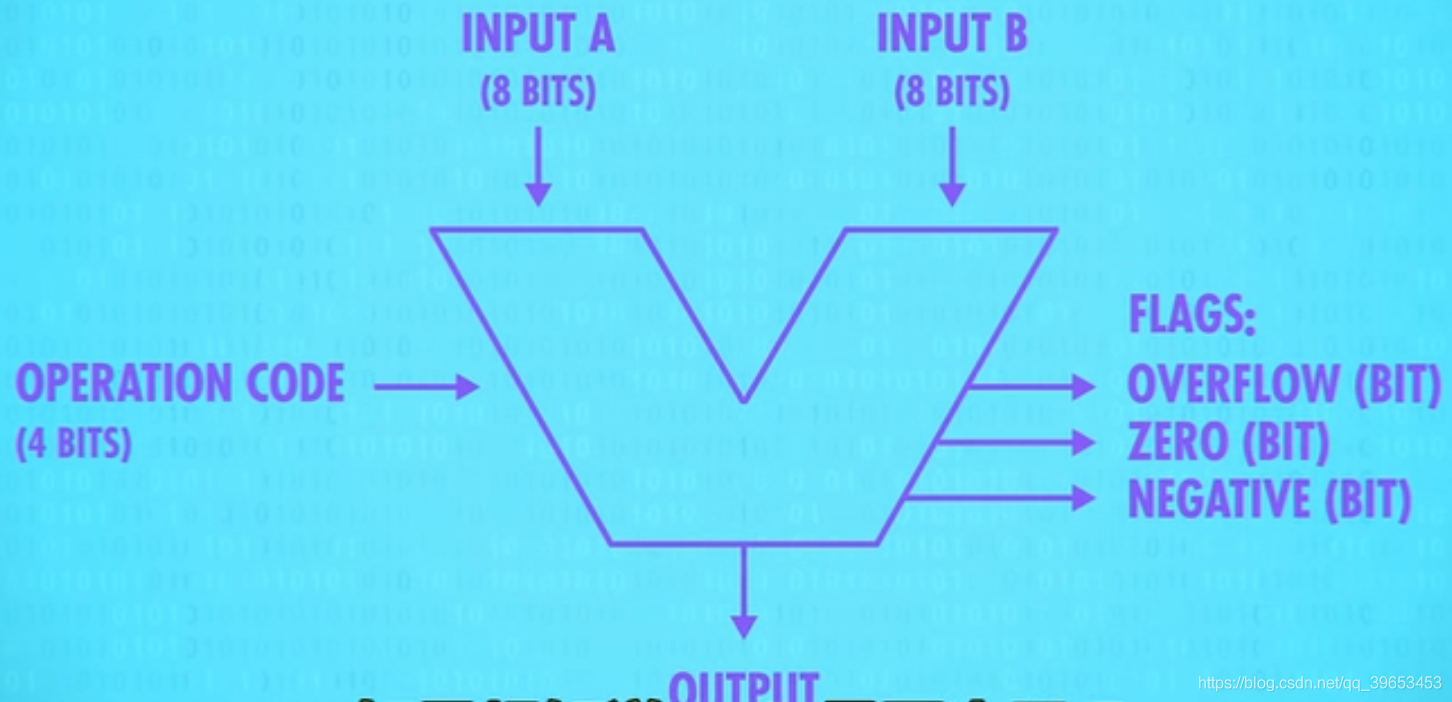 INPUT A
(8 BITS)
INPUT B
(8 BITS)
OPERATION CODE
(4 BITS)
FLAGS:
OVERFLOW (BIT)
ZERO (BIT)
NEGATIVE (BIT)
OUTPUT
https://blog.csdn.net/qq_39653453